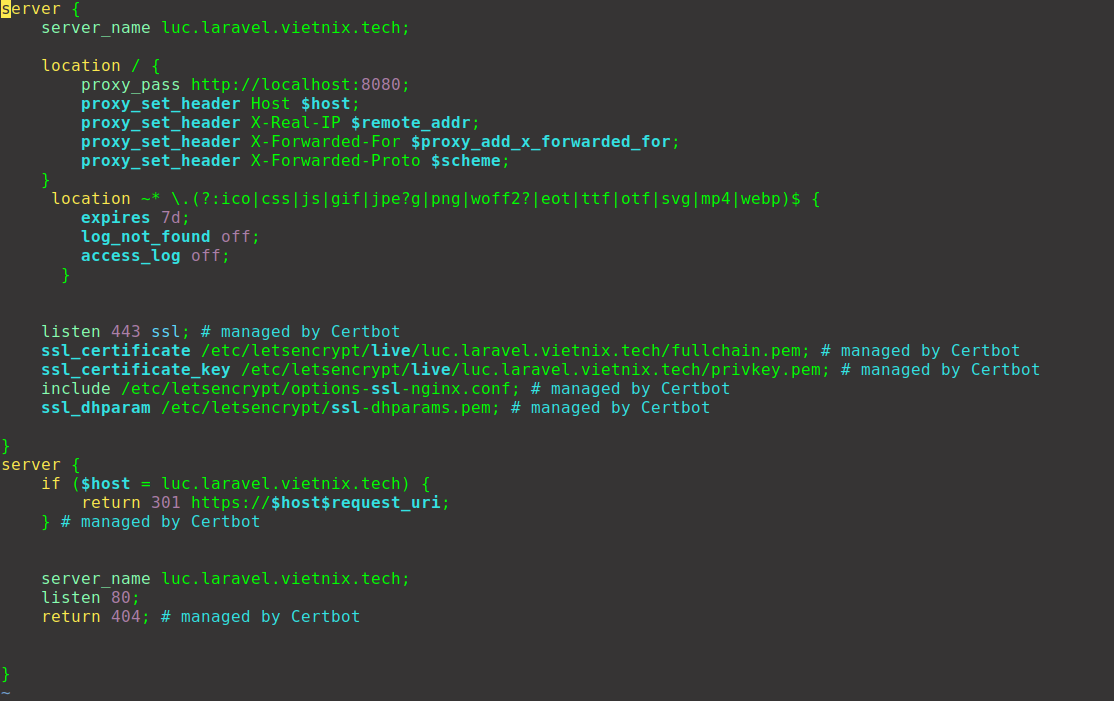 server {
    server_name luc.laravel.vietnix.tech;
    location / {
        proxy_pass http://localhost:8080;
        proxy_set_header Host $host;
        proxy_set_header X-Real-IP $remote_addr;
        proxy_set_header X-Forwarded-For $proxy_add_x_forwarded_for;
        proxy_set_header X-Forwarded-Proto $scheme;
    }
     location ~* \.(?:ico|css|js|gif|jpe?g|png|woff2?|eot|ttf|otf|svg|mp4|webp)$ {
        expires 7d;
        log_not_found off;
        access_log off;
      }
    listen 443 ssl; # managed by Certbot
    ssl_certificate /etc/letsencrypt/live/luc.laravel.vietnix.tech/fullchain.pem; # managed by Certbot
    ssl_certificate_key /etc/letsencrypt/live/luc.laravel.vietnix.tech/privkey.pem; # managed by Certbot
    include /etc/letsencrypt/options-ssl-nginx.conf; # managed by Certbot
    ssl_dhparam /etc/letsencrypt/ssl-dhparams.pem; # managed by Certbot
}
server {
    if ($host = luc.laravel.vietnix.tech) {
        return 301 https://$host$request_uri;
    } # managed by Certbot
    server_name luc.laravel.vietnix.tech;
    listen 80;
    return 404; # managed by Certbot
}
~